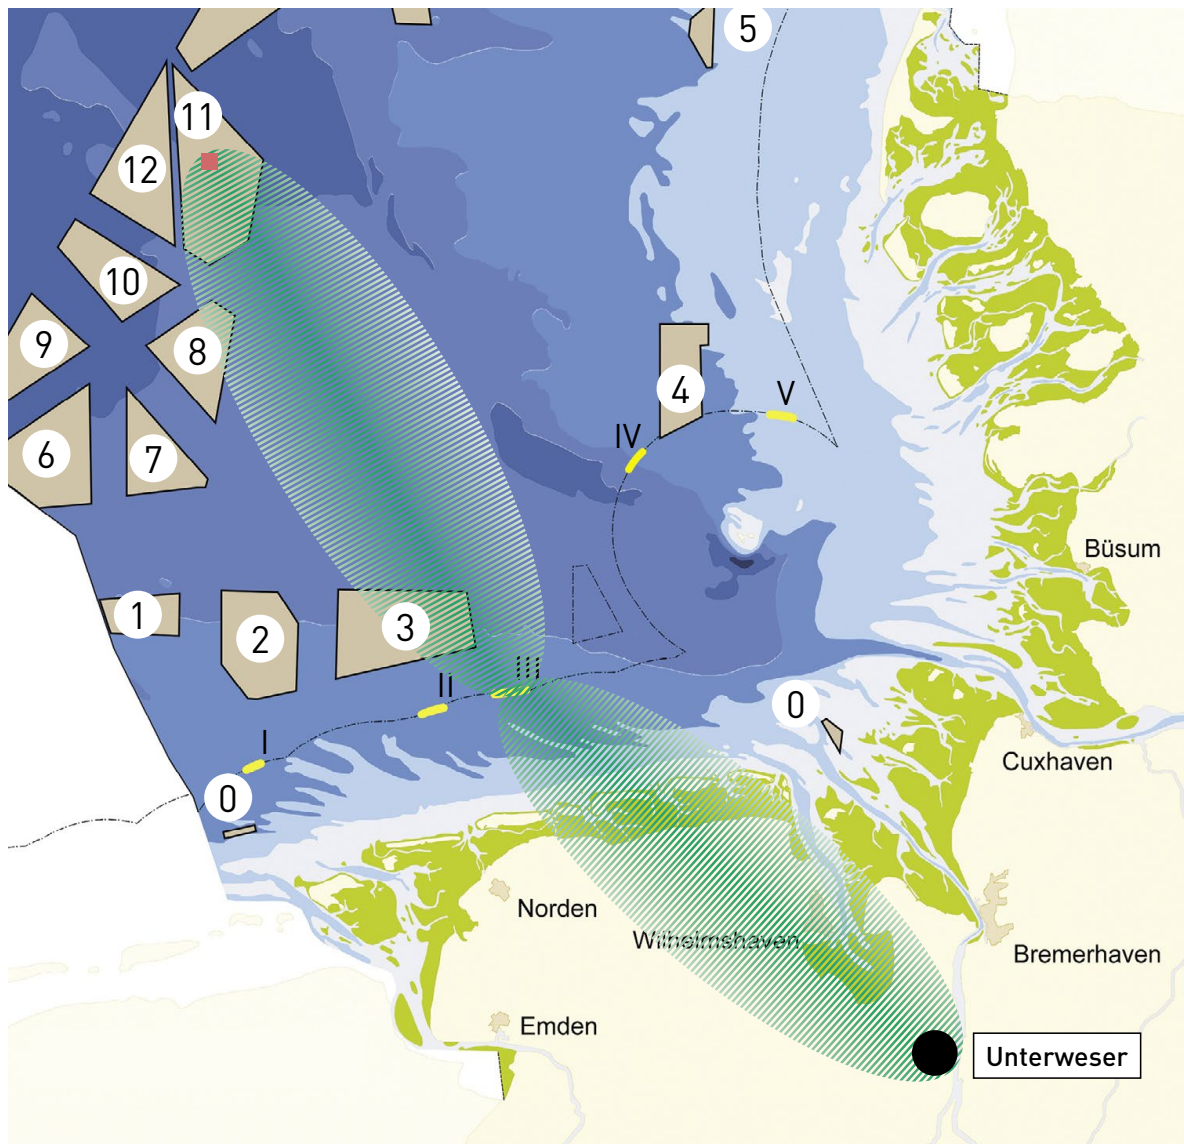 5
11
12
10
9
8
4
V
IV
6
7
Büsum
1
2
3
III
II
0
I
Cuxhaven
0
Norden
Wilhelmshaven
Bremerhaven
Emden
Unterweser